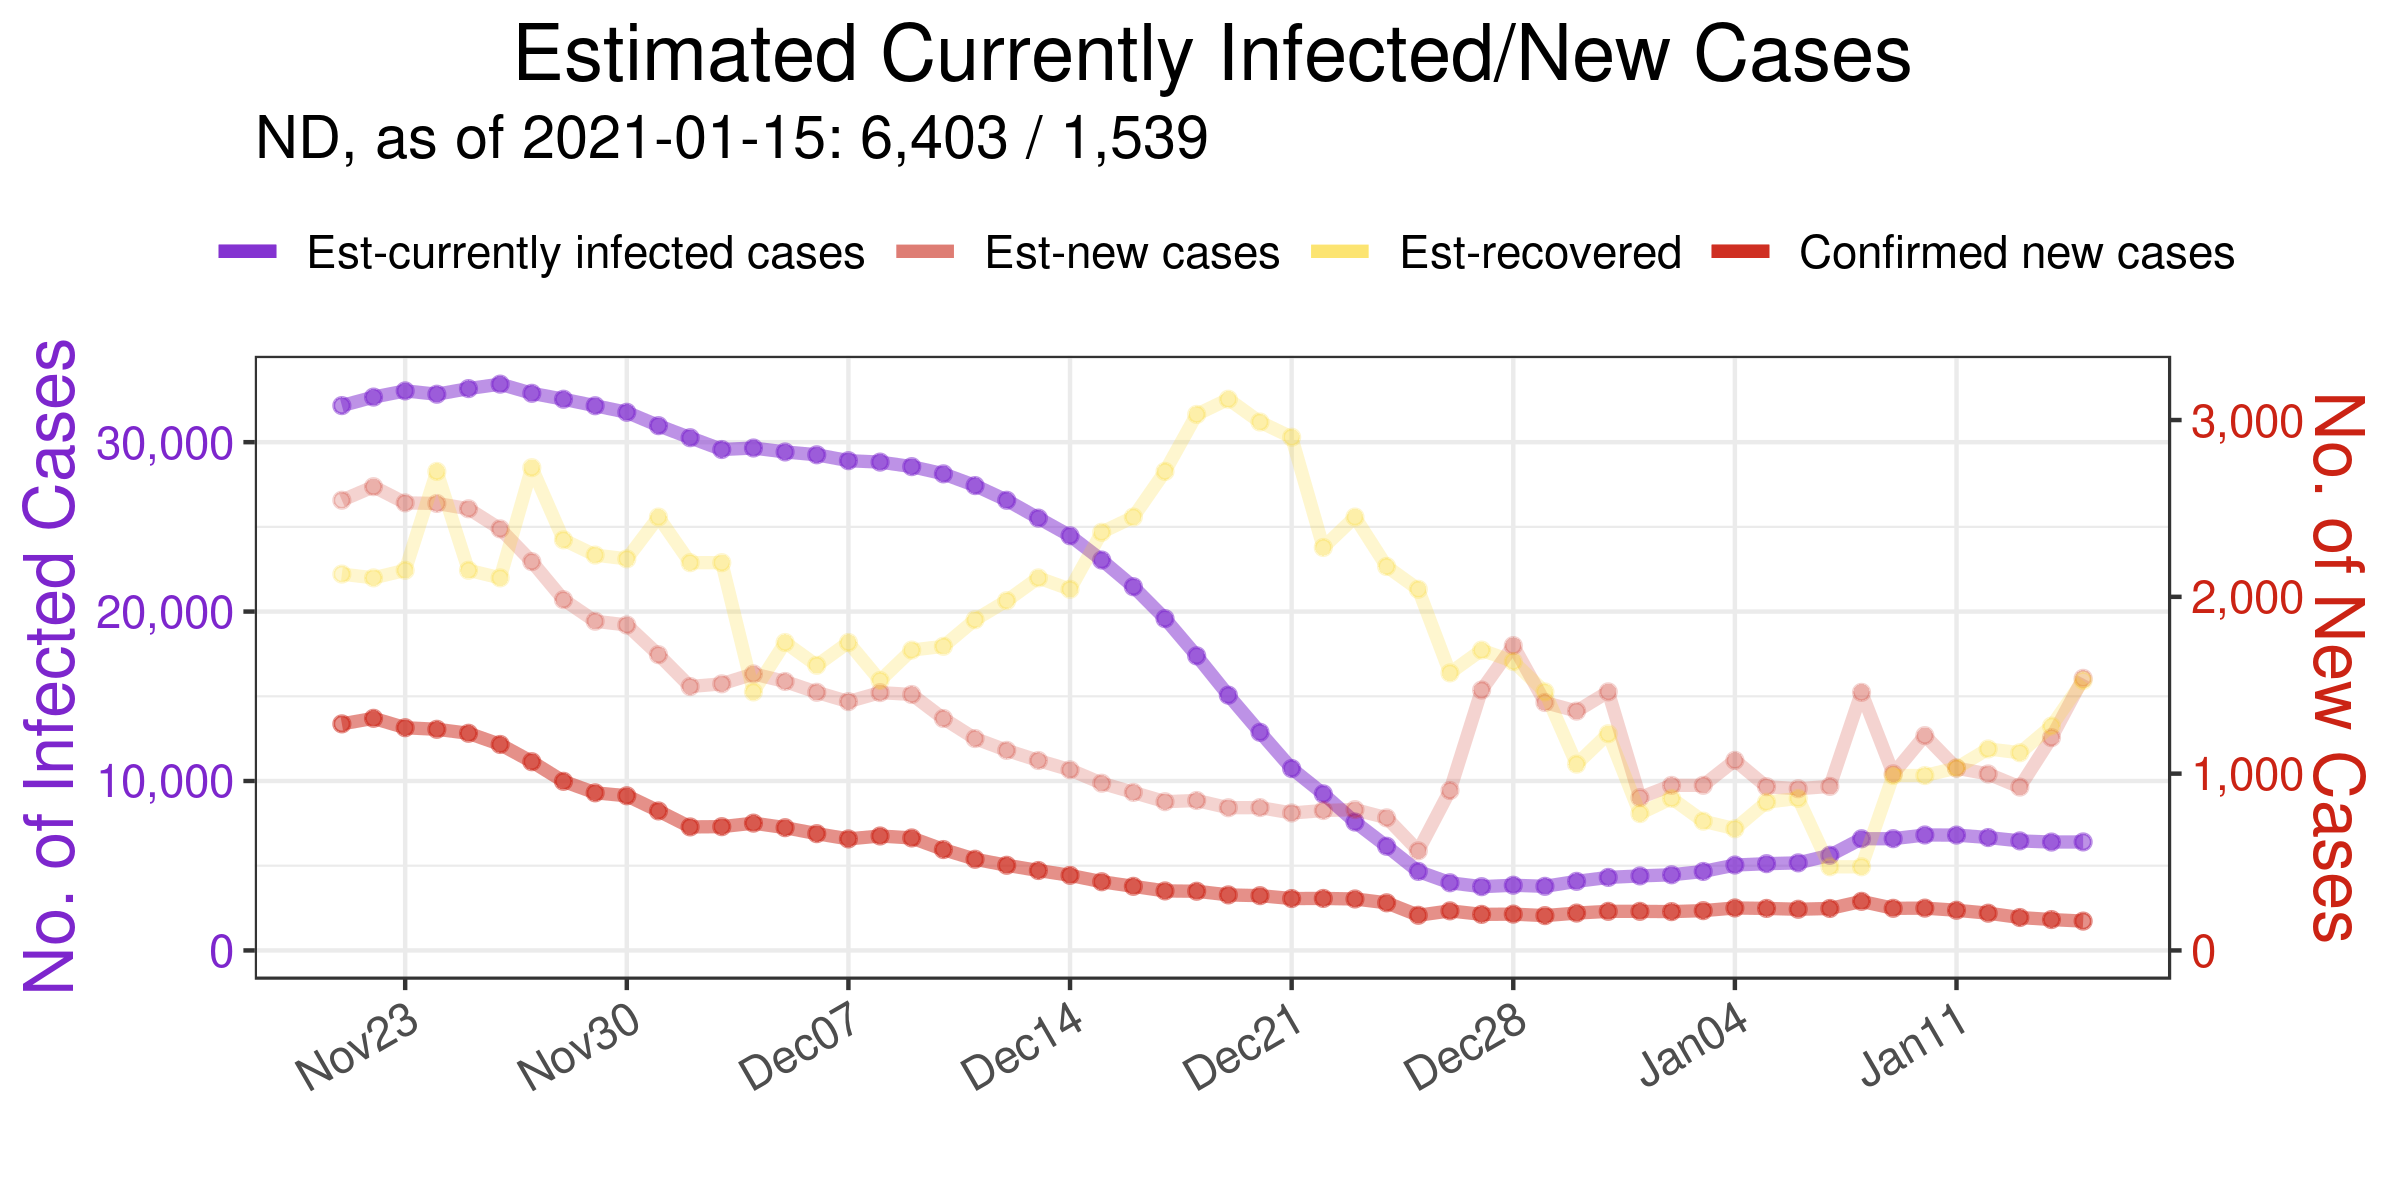 Estimated Currently Infected/New Cases
ND, as of 2021-01-15: 6,403 / 1,539
Est-currently infected cases Est-new cases Est-recovered Confirmed new cases
No. of Infected Cases
30,000
20,000
10,000
0
3,000
2,000
1,000
0
No. of New Cases
Nov23 Nov30 Dec07 Dec14 Dec21 Dec28 Jan04 Jan11